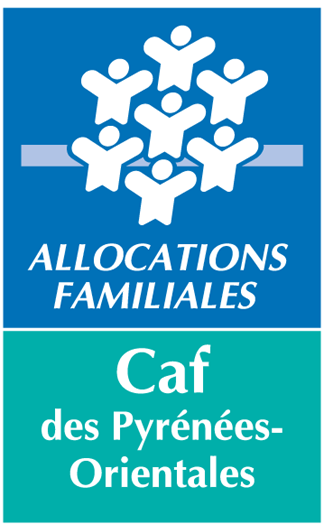 ALLOCATIONS
FAMILIALES
Caf
des Pyrénées-
Orientales